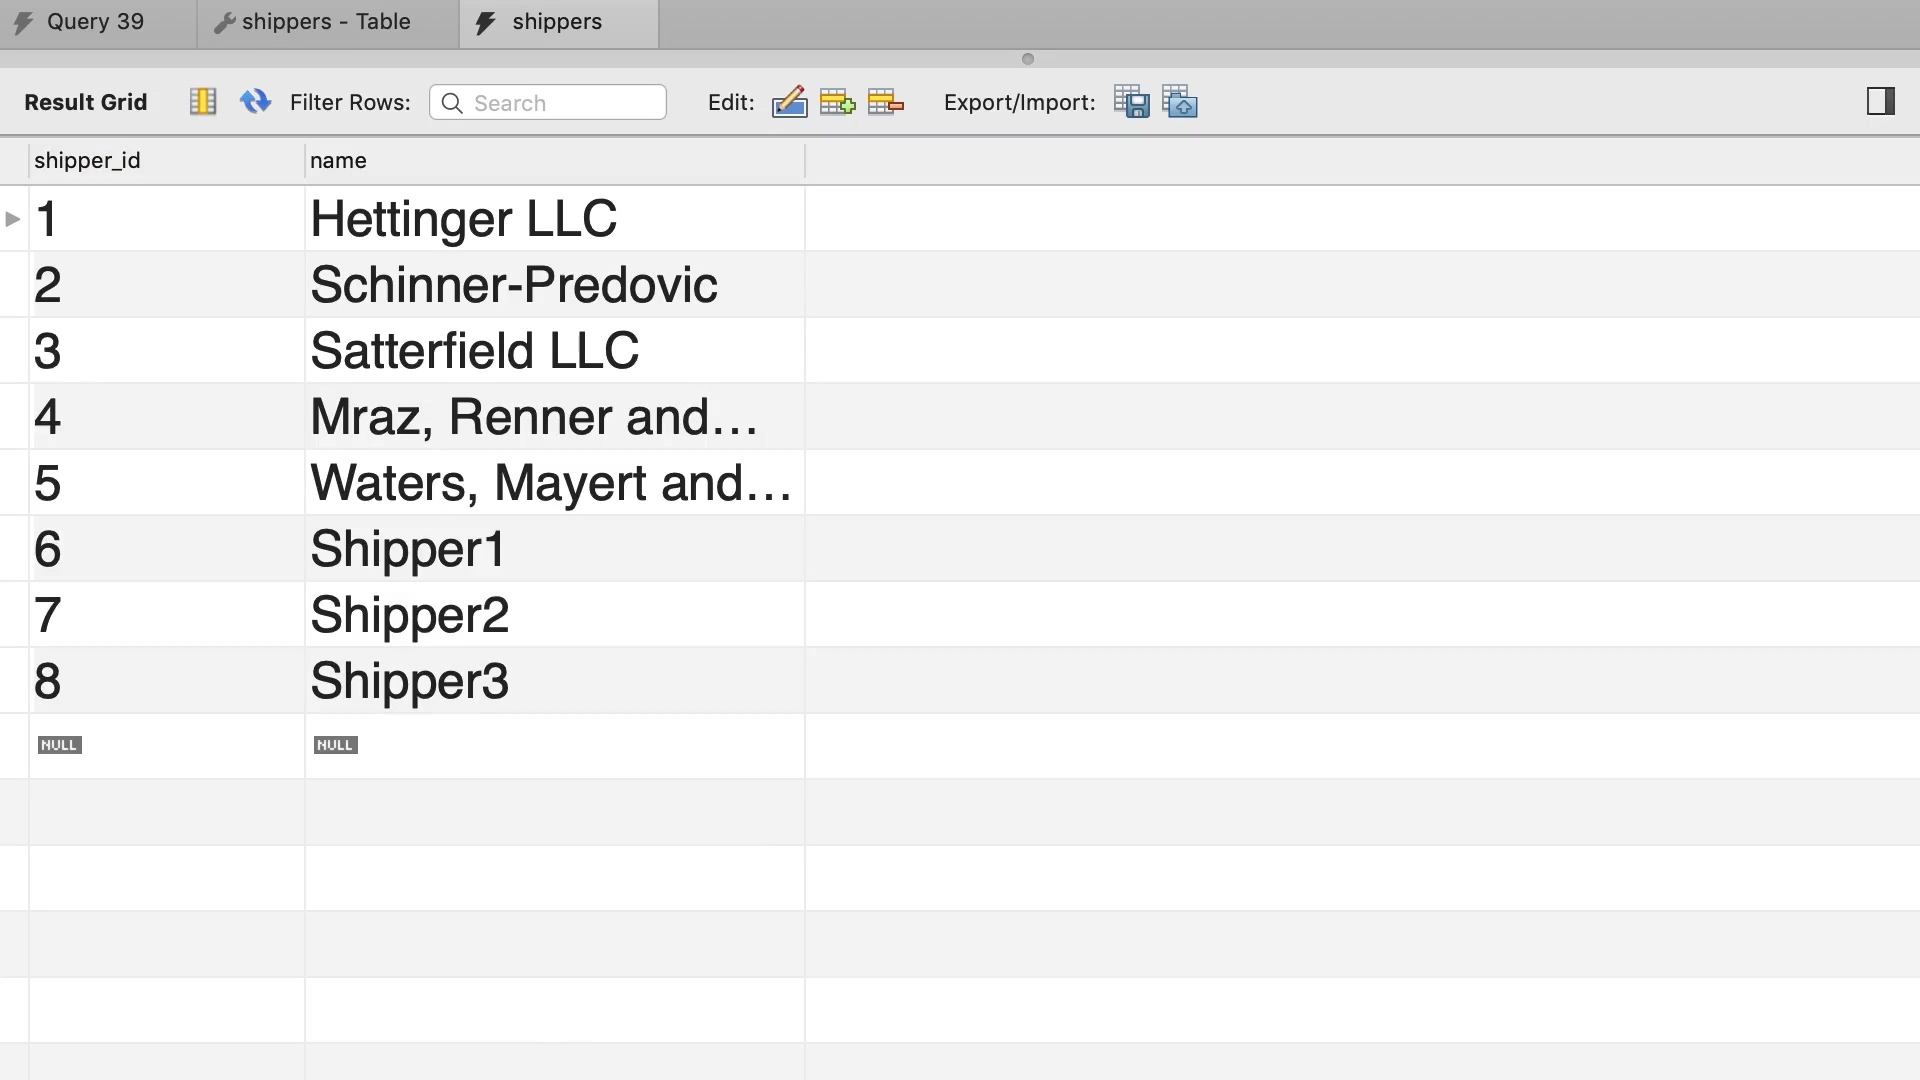 Query 39 shippers - Table shippers
Result Grid Filter Rows: Search Edit: Export/Import:
shipper_id name
1 Hettinger LLC
2 Schinner-Predovic
3 Satterfield LLC
4 Mraz, Renner and...
5 Waters, Mayert and...
6 Shipper1
7 Shipper2
8 Shipper3
NULL NULL